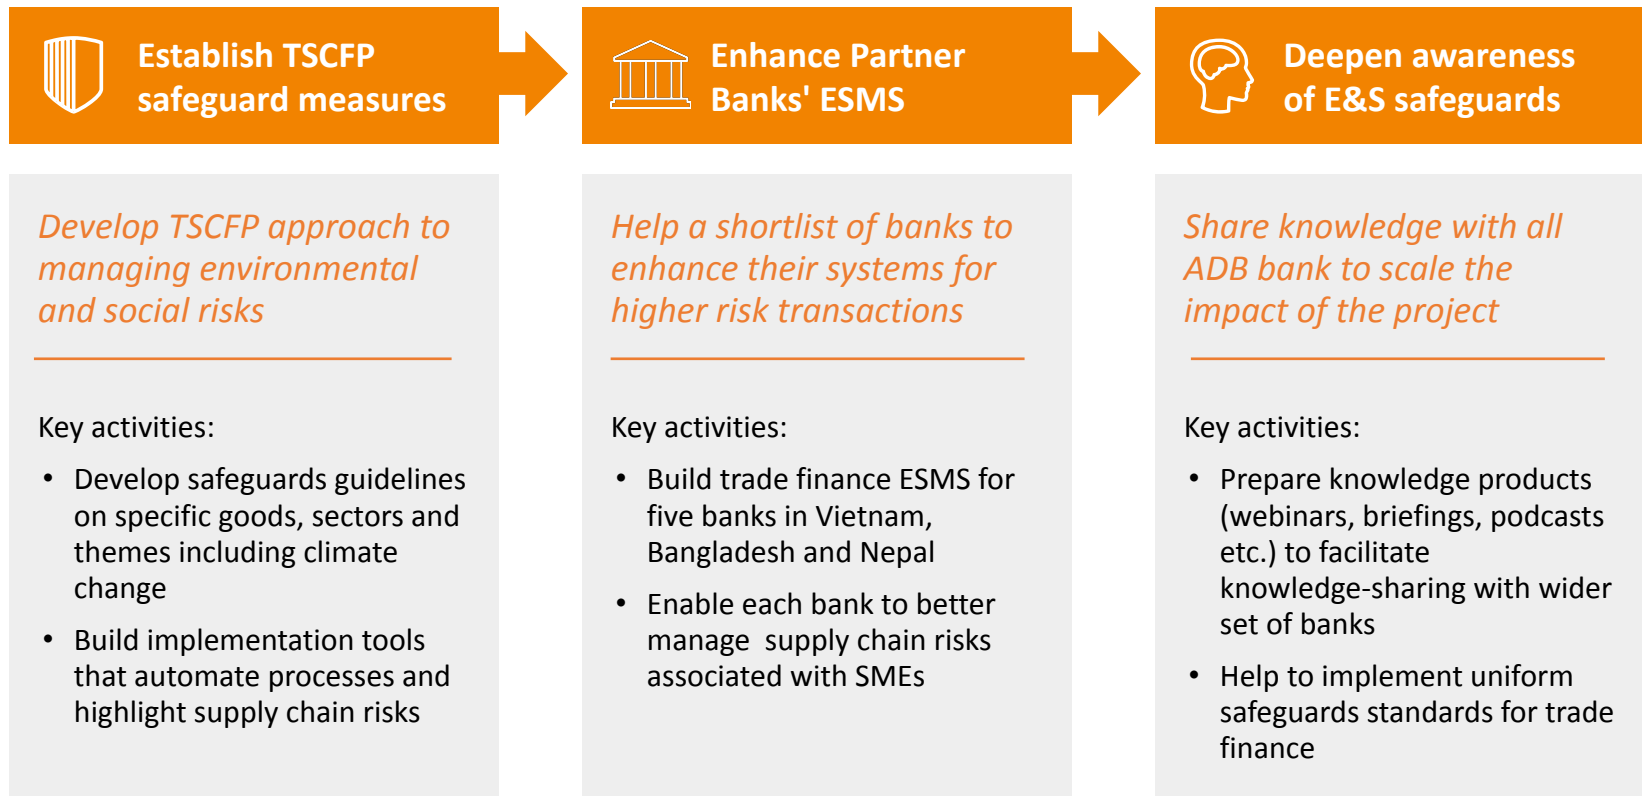 Establish TSCFP
safeguard measures
Enhance Partner
Banks' ESMS
Deepen awareness
of E&S safeguards
Develop TSCFP approach to
managing environmental
and social risks
Key activities:
• Develop safeguards guidelines
on specific goods, sectors and
themes including climate
change
• Build implementation tools
that automate processes and
highlight supply chain risks
Help a shortlist of banks to
enhance their systems for
higher risk transactions
Key activities:
• Build trade finance ESMS for
five banks in Vietnam,
Bangladesh and Nepal
• Enable each bank to better
manage  supply chain risks
associated with SMEs
Share knowledge with all
ADB bank to scale the
impact of the project
Key activities:
• Prepare knowledge products
(webinars, briefings, podcasts
etc.) to facilitate
knowledge-sharing with wider
set of banks
• Help to implement uniform
safeguards standards for trade
finance